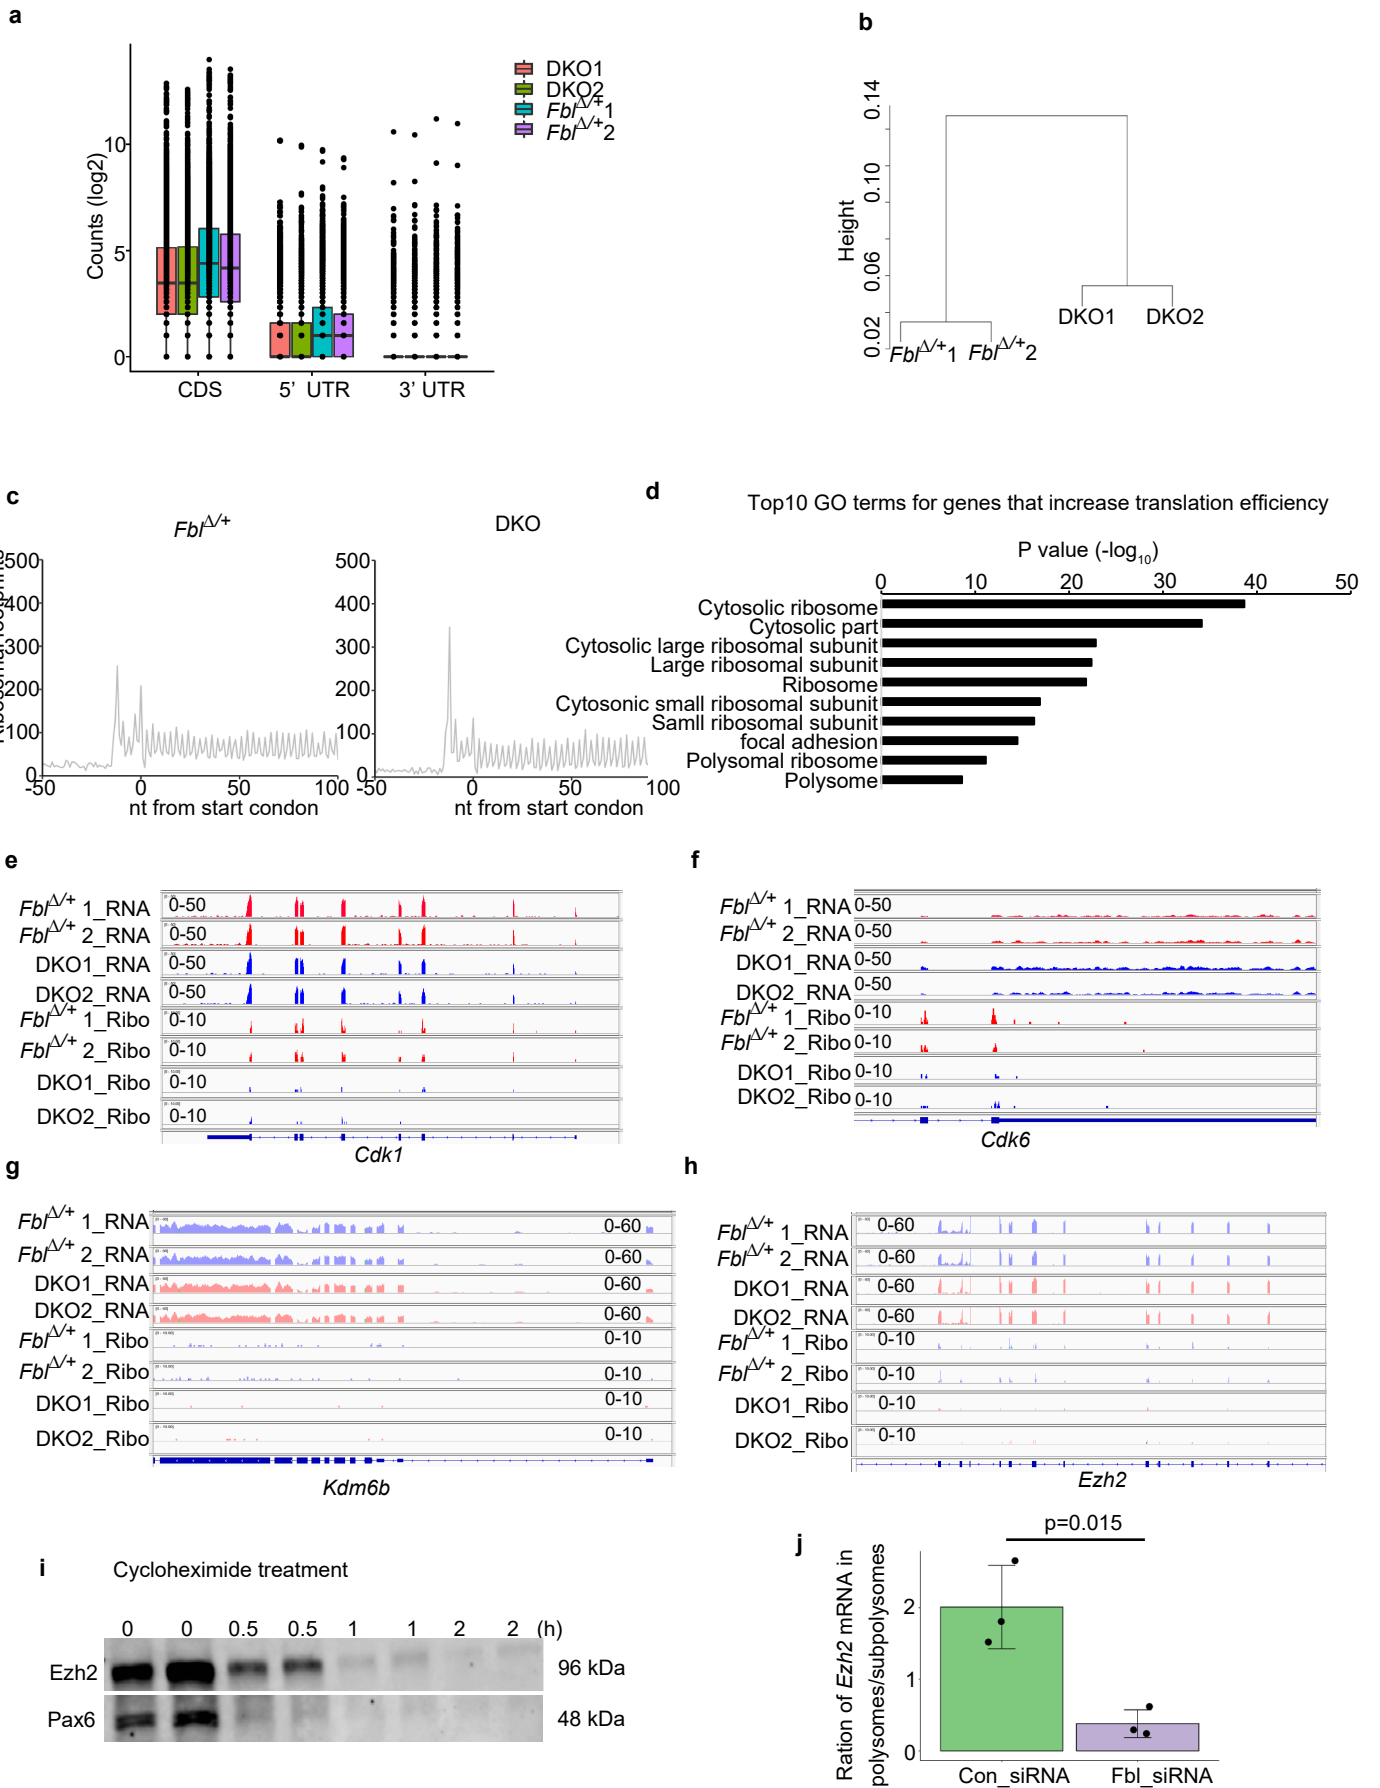 a
Counts (log2)
10
5
0
CDS
5’ UTR
3’ UTR
DKO1
DKO2
FblΔ/+1
FblΔ/+2
b
Height
0.14
0.10
0.06
0.02
FblΔ/+1
FblΔ/+2
DKO1
DKO2
c
FblΔ/+
DKO
500
400
300
200
100
0
-50
0
50
100
nt from start condon
500
400
300
200
100
0
-50
0
50
100
nt from start condon
d
Top10 GO terms for genes that increase translation efficiency
P value (-log10)
0 10 20 30 40 50
Cytosolic ribosome
Cytosolic part
Cytosolic large ribosomal subunit
Large ribosomal subunit
Ribosome
Cytosonic small ribosomal subunit
Samll ribosomal subunit
focal adhesion
Polysomal ribosome
Polysome
e
FblΔ/+ 1_RNA 0-50
FblΔ/+ 2_RNA 0-50
DKO1_RNA 0-50
DKO2_RNA 0-50
FblΔ/+ 1_Ribo 0-10
FblΔ/+ 2_Ribo 0-10
DKO1_Ribo 0-10
DKO2_Ribo 0-10
Cdk1
f
FblΔ/+ 1_RNA 0-50
FblΔ/+ 2_RNA 0-50
DKO1_RNA 0-50
DKO2_RNA 0-50
FblΔ/+ 1_Ribo 0-10
FblΔ/+ 2_Ribo 0-10
DKO1_Ribo 0-10
DKO2_Ribo 0-10
Cdk6
g
FblΔ/+ 1_RNA 0-60
FblΔ/+ 2_RNA 0-60
DKO1_RNA 0-60
DKO2_RNA 0-60
FblΔ/+ 1_Ribo 0-10
FblΔ/+ 2_Ribo 0-10
DKO1_Ribo 0-10
DKO2_Ribo 0-10
Kdm6b
h
FblΔ/+ 1_RNA 0-60
FblΔ/+ 2_RNA 0-60
DKO1_RNA 0-60
DKO2_RNA 0-60
FblΔ/+ 1_Ribo 0-10
FblΔ/+ 2_Ribo 0-10
DKO1_Ribo 0-10
DKO2_Ribo 0-10
Ezh2
i
Cycloheximide treatment
0 0 0.5 0.5 1 1 2 2 (h)
Ezh2 96 kDa
Pax6 48 kDa
j
p=0.015
Ration of Ezh2 mRNA in
polysomes/subpolysomes
2
1
0
Con_siRNA
Fbl_siRNA